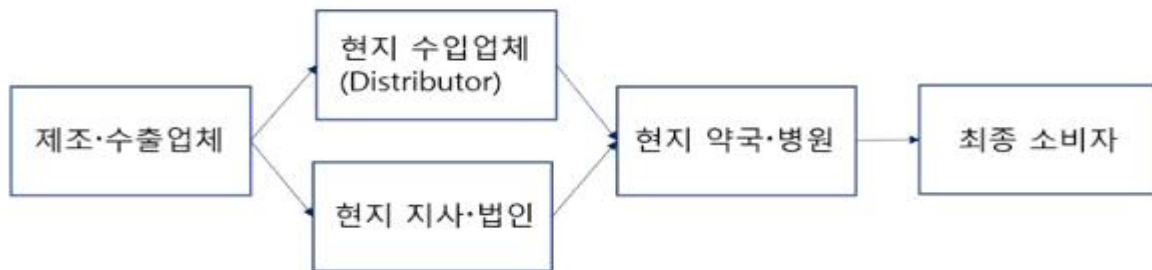 제조·수출업체
현지 수입업체
(Distributor)
현지 지사·법인
현지 약국·병원
최종 소비자